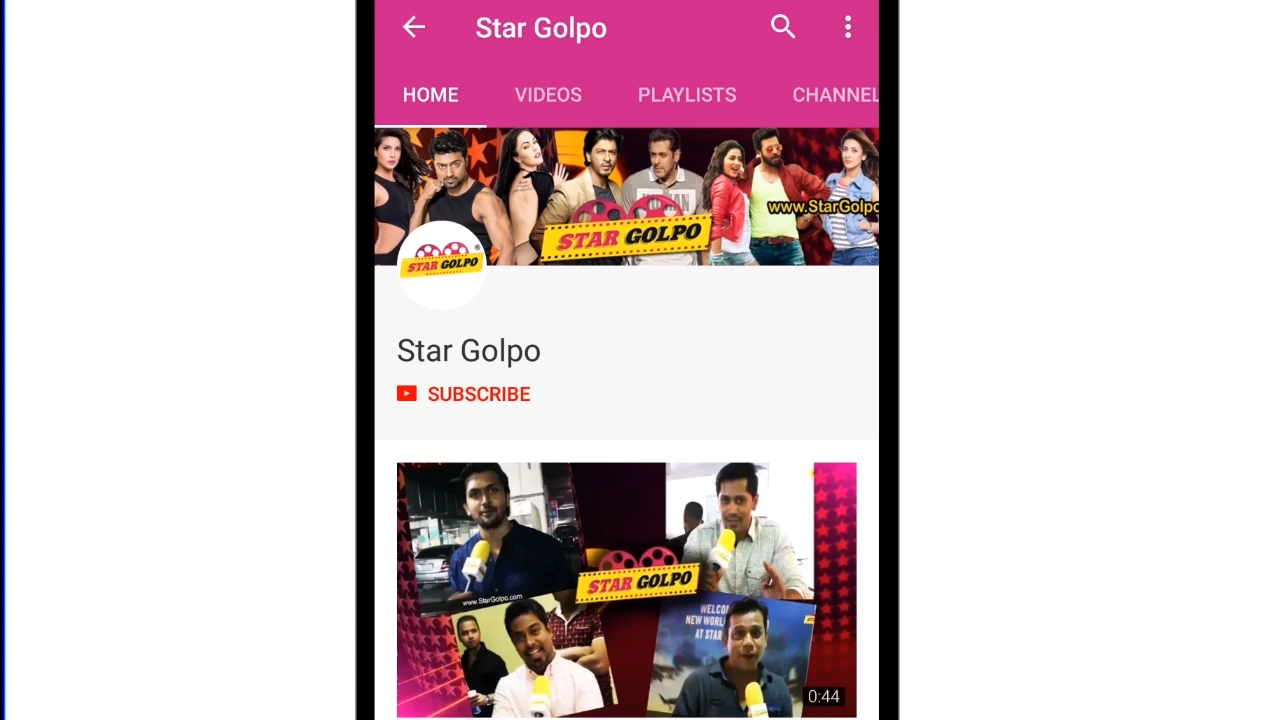 Star Golpo
HOME VIDEOS PLAYLISTS CHANNEL
www.StarGolpo
STAR GOLPO
STAR GOLPO
Star Golpo
SUBSCRIBE
STAR GOLPO
www.StarGolpo.com
WELCO
NEW WORL
AT STAR
0:44